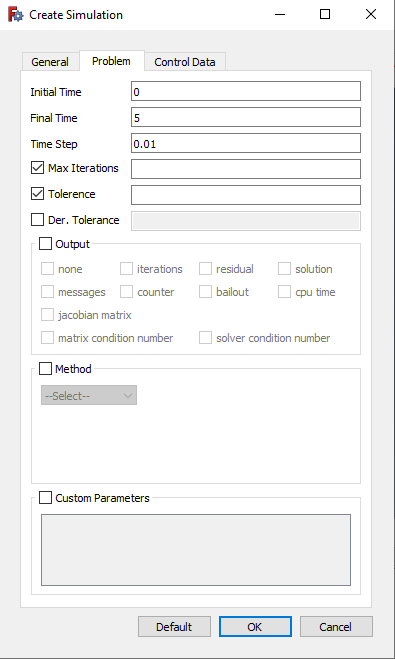 Create Simulation
General Problem Control Data
Initial Time 0
Final Time 5
Time Step 0.01
Max Iterations
Tolerence
Der. Tolerance
Output
none iterations residual solution
messages counter bailout cpu time
jacobian matrix
matrix condition number solver condition number
Method
--Select--
Custom Parameters
Default OK Cancel